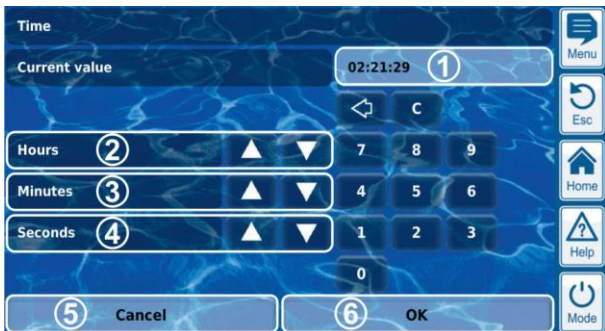 Time
Menu
Current value 02:21:29 1
C
Esc
Hours 2 7 8 9
Minutes 3 4 5 6
Home
Seconds 4 1 2 3
? Help
0
5 Cancel 6 OK
Mode